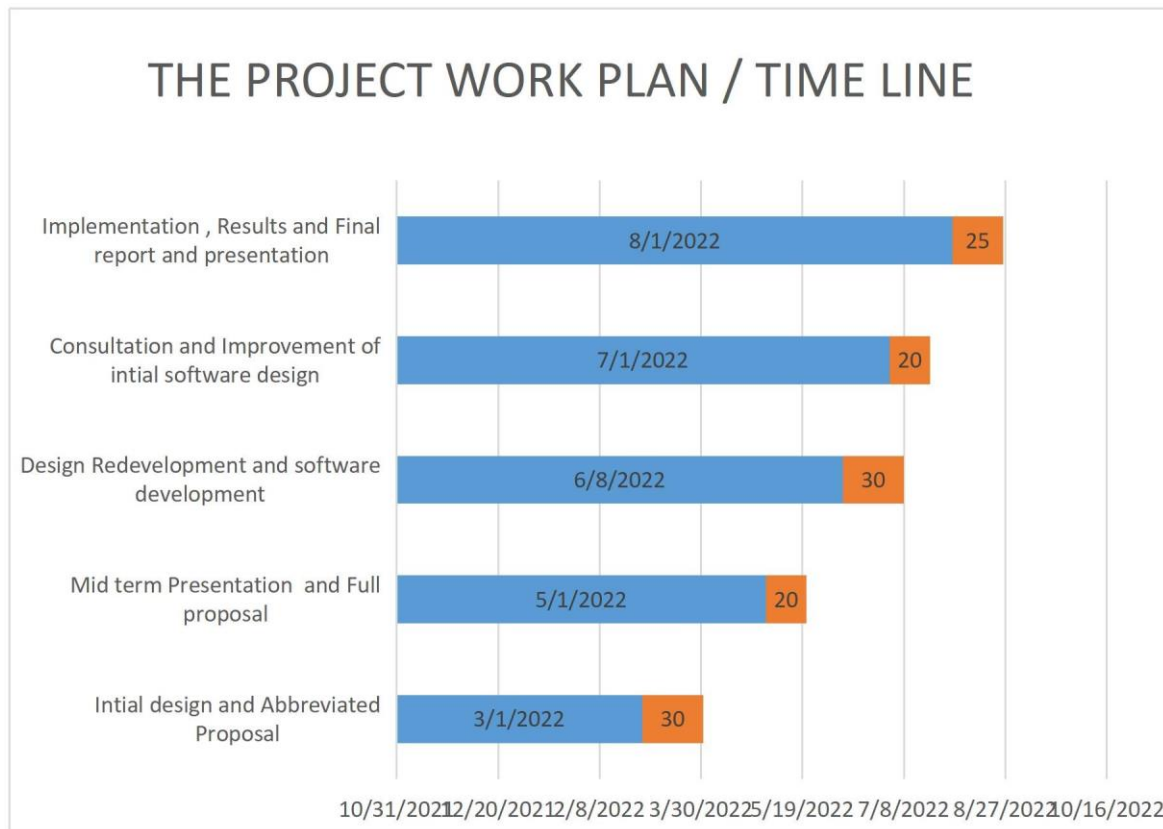 THE PROJECT WORK PLAN / TIME LINE
Implementation , Results and Final
report and presentation
8/1/2022
25
Consultation and Improvement of
intial software design
7/1/2022
20
Design Redevelopment and software
development
6/8/2022
30
Mid term Presentation and Full
proposal
5/1/2022
20
Intial design and Abbreviated
Proposal
3/1/2022
30
10/31/2021 12/20/2021 2/8/2022 3/30/2022 5/19/2022 7/8/2022 8/27/2022 10/16/2022